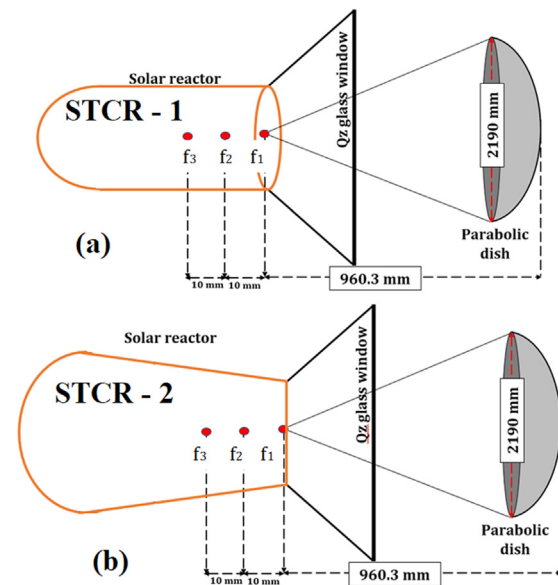 Solar reactor
STCR - 1
Qz glass window
2190 mm
f3 f2 f1
Parabolic
dish
(a)
10 mm 10 mm
960.3 mm
Solar reactor
STCR - 2
Qz glass window
2190 mm
f3 f2 f1
Parabolic
dish
(b)
10 mm 10 mm
960.3 mm